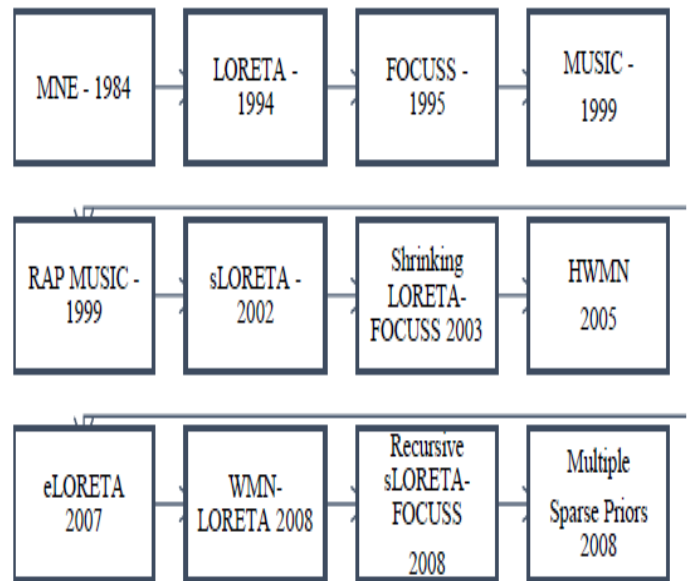 MNE - 1984
LORETA -
1994
FOCUSS -
1995
MUSIC -
1999
RAP MUSIC -
1999
sLORETA -
2002
Shrinking
LORETA-
FOCUSS 2003
HWMN
2005
eLORETA
2007
WMN-
LORETA 2008
Recursive
sLORETA-
FOCUSS
2008
Multiple
Sparse Priors
2008